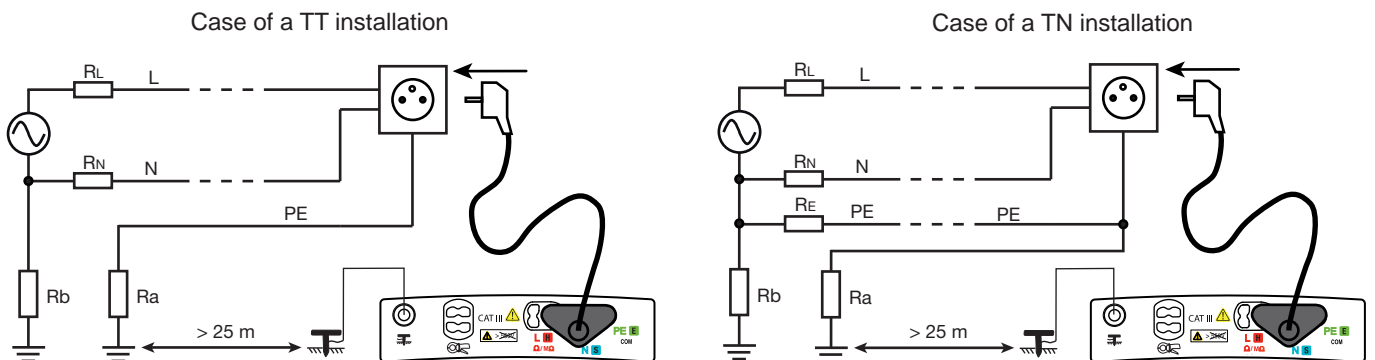 Case of a TT installation
RL
L
RN
N
PE
Rb
Ra
> 25 m
CAT III
L H
Ω/MΩ
N S
PE E
COM
Case of a TN installation
RL
L
RN
N
RE
PE
PE
Rb
Ra
> 25 m
CAT III
L H
Ω/MΩ
N S
PE E
COM